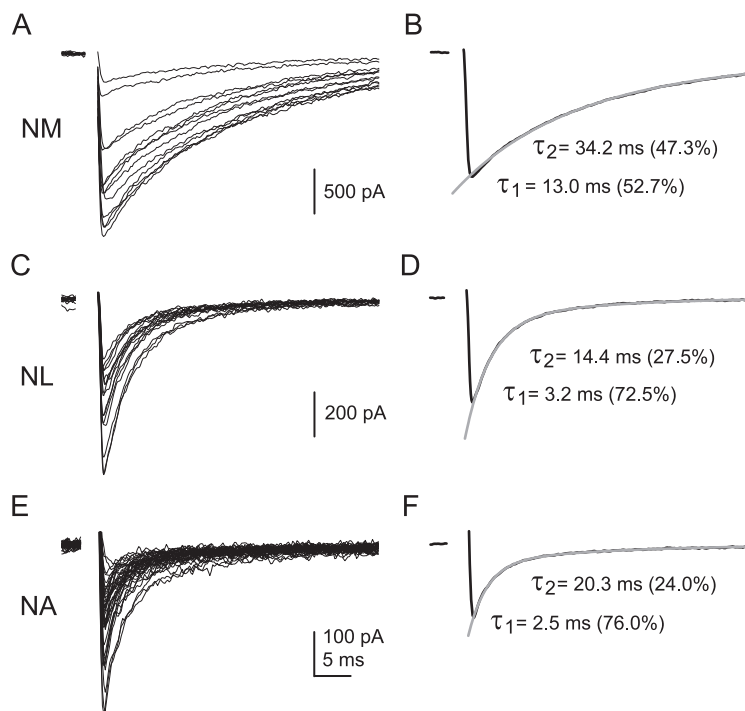 A
B
NM
τ2= 34.2 ms (47.3%)
τ1= 13.0 ms (52.7%)
500 pA
C
D
NL
τ2= 14.4 ms (27.5%)
τ1= 3.2 ms (72.5%)
200 pA
E
F
NA
τ2= 20.3 ms (24.0%)
τ1= 2.5 ms (76.0%)
100 pA
5 ms